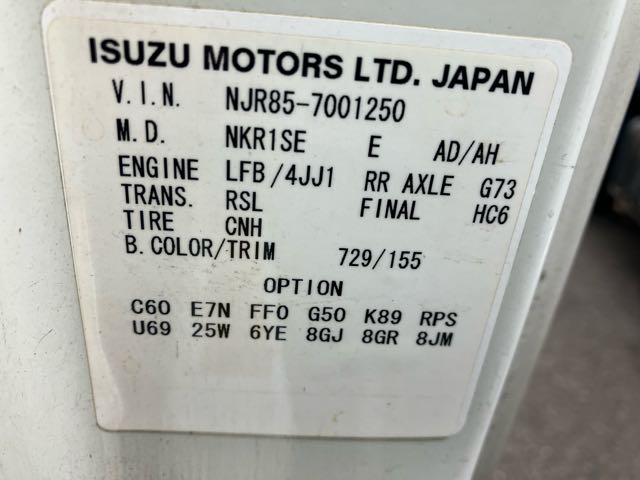 ISUZU MOTORS LTD. JAPAN
V.I.N. NJR85-7001250
M.D. NKR1SE E AD/AH
ENGINE LFB/4JJ1 RR AXLE G73
TRANS. RSL FINAL HC6
TIRE CNH
B.COLOR/TRIM 729/155
OPTION
C60 E7N FF0 G50 K89 RPS
U69 25W 6YE 8GJ 8GR 8JM